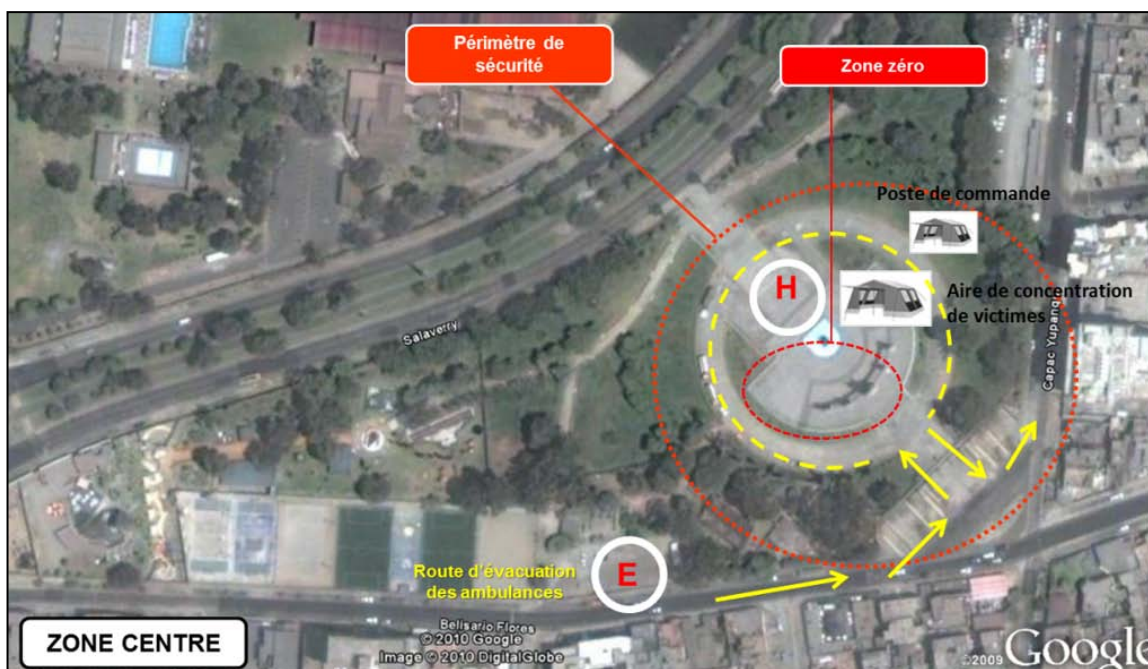 Périmètre de
sécurité
Zone zéro
Poste de commande
H
Aire de concentration
de victimes
Salaverry
Capac Yupanqui
E
Route d'évacuation
des ambulances
Belisario Flores
© 2010 Google
Image © 2010 DigitalGlobe
ZONE CENTRE
©2009 Google